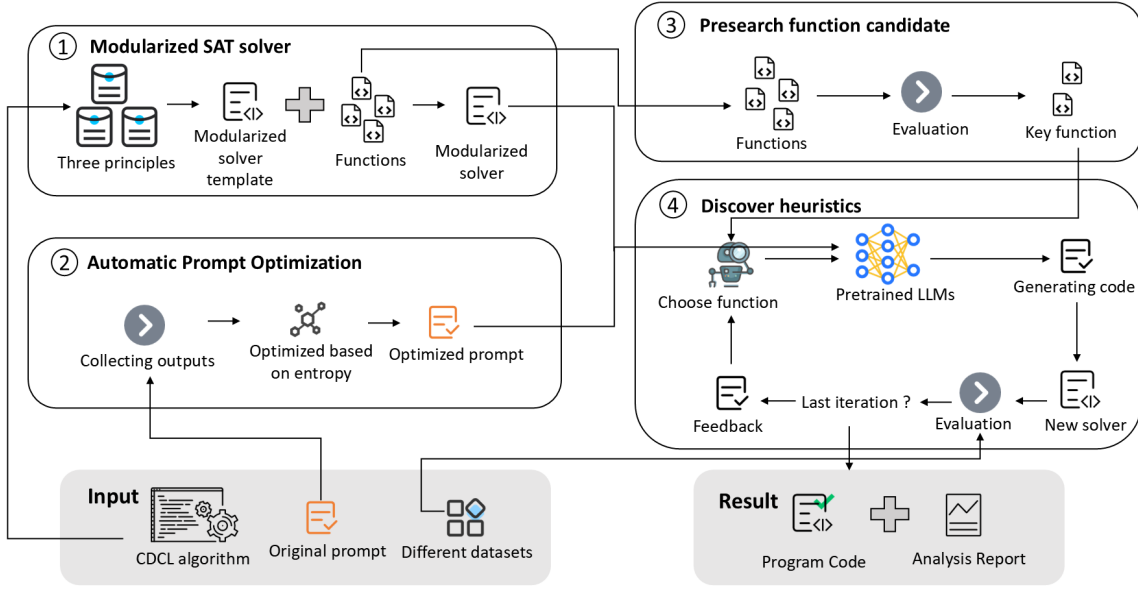 ① Modularized SAT solver
Three principles
Modularized
solver
template
Functions
Modularized
solver
② Automatic Prompt Optimization
Collecting outputs
Optimized based
on entropy
Optimized prompt
③ Presearch function candidate
Functions
Evaluation
Key function
④ Discover heuristics
Choose function
Pretrained LLMs
Generating code
Feedback
Last iteration ?
Evaluation
New solver
Input
CDCL algorithm
Original prompt
Different datasets
Result
Program Code
Analysis Report